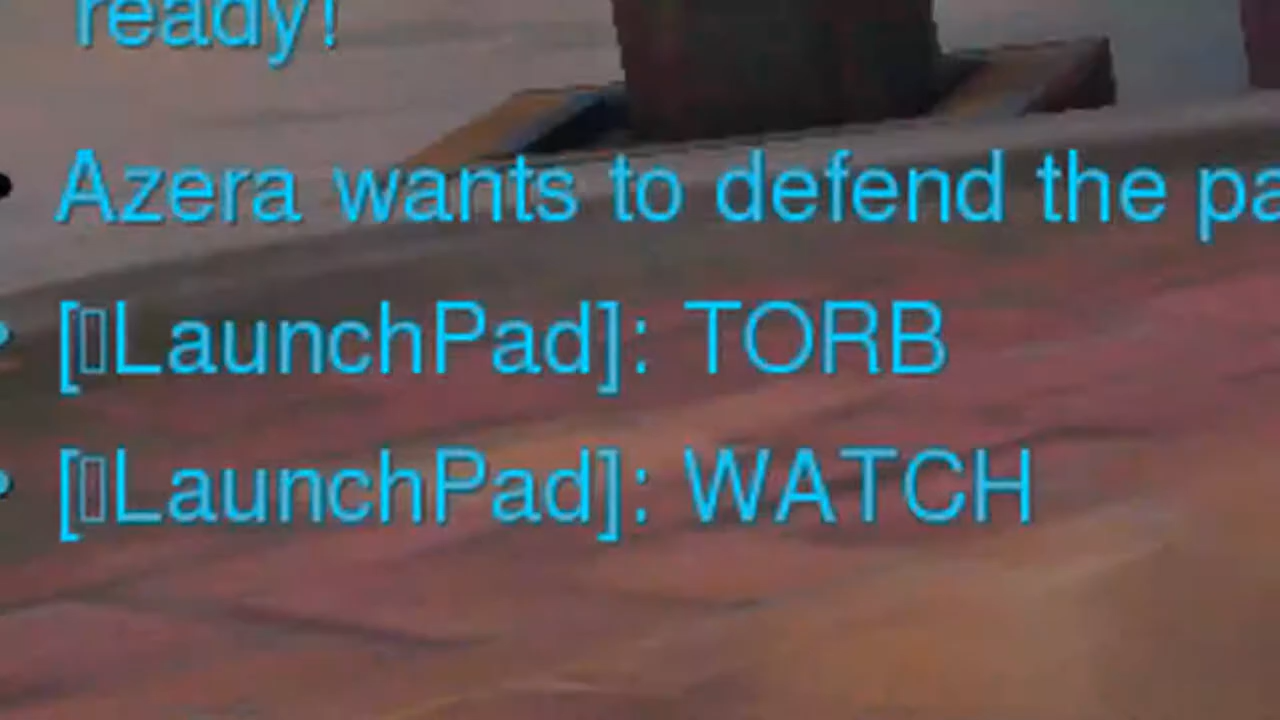 ready!
Azera wants to defend the pa
[▯LaunchPad]: TORB
[▯LaunchPad]: WATCH